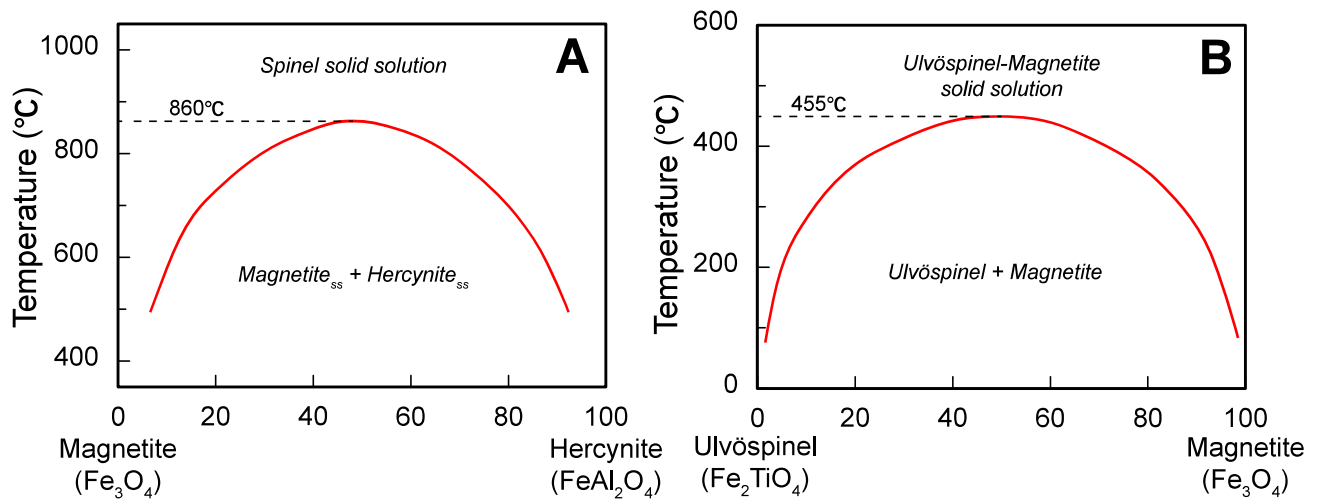 A
Temperature (℃)
1000
800
600
400
Spinel solid solution
860℃
Magnetiteₛₛ + Hercyniteₛₛ
0 20 40 60 80 100
Magnetite
(Fe₃O₄)
Hercynite
(FeAl₂O₄)
B
Temperature (℃)
600
400
200
0
Ulvöspinel-Magnetite
solid solution
455℃
Ulvöspinel + Magnetite
0 20 40 60 80 100
Ulvöspinel
(Fe₂TiO₄)
Magnetite
(Fe₃O₄)